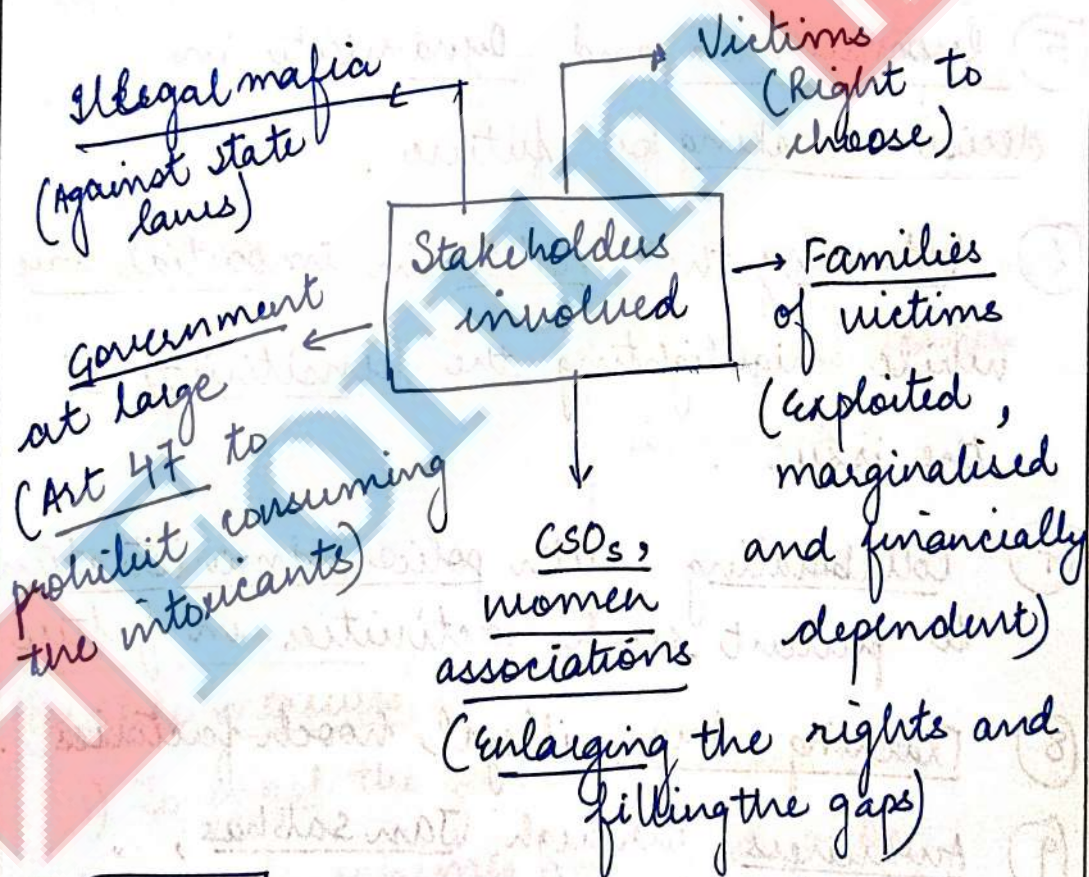 Illegal mafia
(Against state
laws)
Victims
(Right to
choose)
Stakeholders
involved
Government
at large
(Art 47 to
prohibit consuming
the intoxicants)
Families
of victims
(exploited,
marginalised
and financially
dependent)
CSOs,
women
associations
(enlarging the rights and
filling the gaps)
Forum